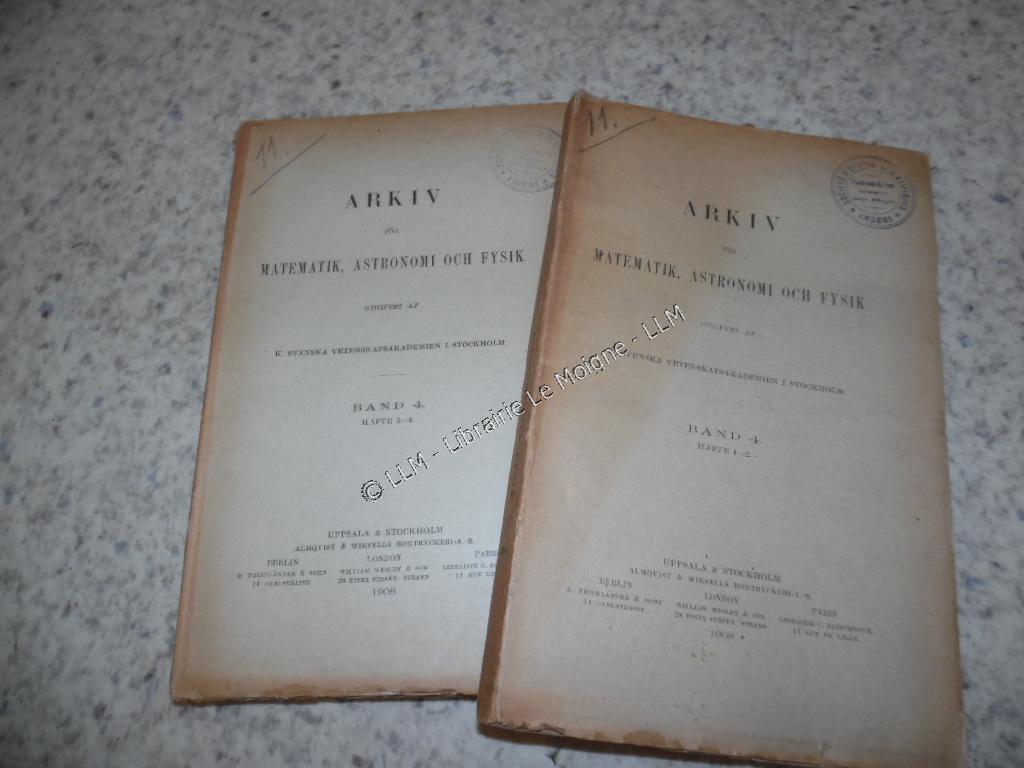 11.
ARKIV
FÖR
MATEMATIK, ASTRONOMI OCH FYSIK
UTGIFVET AF
K. SVENSKA VETENSKAPSAKADEMIEN I STOCKHOLM
BAND 4.
HÄFTE 3—4.
UPPSALA & STOCKHOLM
ALMQVIST & WIKSELLS BOKTRYCKERI-A.-B.
BERLIN LONDON PARIS
R. FRIEDLÄNDER & SOHN WILLIAM WESLEY & SON LIBRAIRIE C.
11 CARLSTRASSE 28 ESSEX STREET, STRAND 11 RUE
1908
11.
ANGERS
ARKIV
FÖR
MATEMATIK, ASTRONOMI OCH FYSIK
UTGIFVET AF
SVENSKA VETENSKAPSAKADEMIEN I STOCKHOLM
BAND 4.
HÄFTE 1—2.
UPPSALA & STOCKHOLM
ALMQVIST & WIKSELLS BOKTRYCKERI-A.-B.
BERLIN LONDON PARIS
R. FRIEDLÄNDER & SOHN WILLIAM WESLEY & SON LIBRAIRIE C. KLINCKSIECK
11 CARLSTRASSE 28 ESSEX STREET, STRAND 11 RUE DE LILLE
1908
© LLM - Librairie Le Moigne - LLM